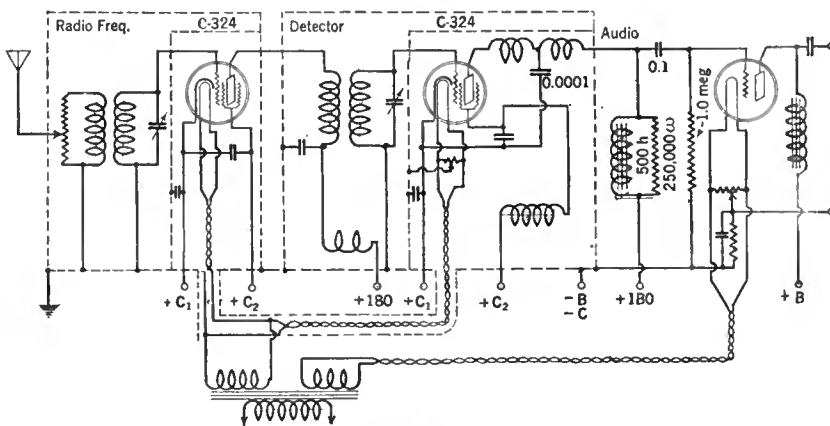 Radio Freq.
C-324
Detector
C-324
Audio
0.0001
0.1
500 h
250,000 ω
1.0 meg
+ C₁
+ C₂
+180
+ C₁
+ C₂
- B
- C
+180
+ B